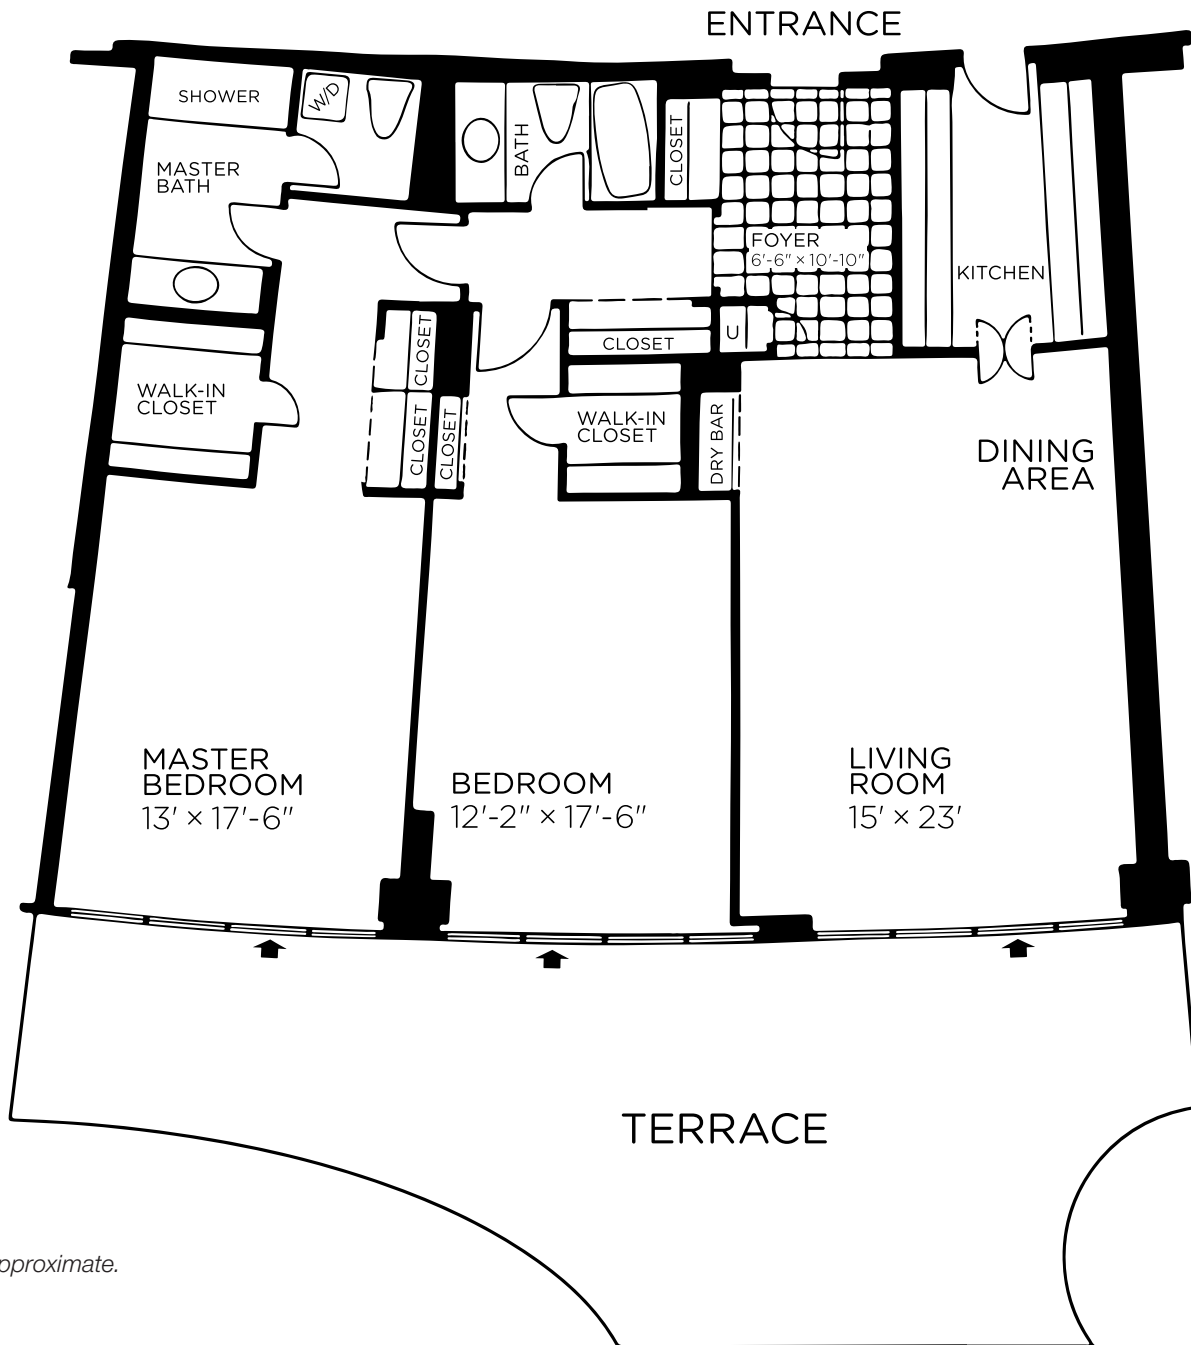 ENTRANCE
SHOWER
W/D
MASTER
BATH
BATH
CLOSET
FOYER
6'-6" × 10'-10"
KITCHEN
CLOSET
CLOSET
U
WALK-IN
CLOSET
CLOSET
CLOSET
WALK-IN
CLOSET
DRY BAR
DINING
AREA
MASTER
BEDROOM
13' × 17'-6"
BEDROOM
12'-2" × 17'-6"
LIVING
ROOM
15' × 23'
TERRACE
pproximate.